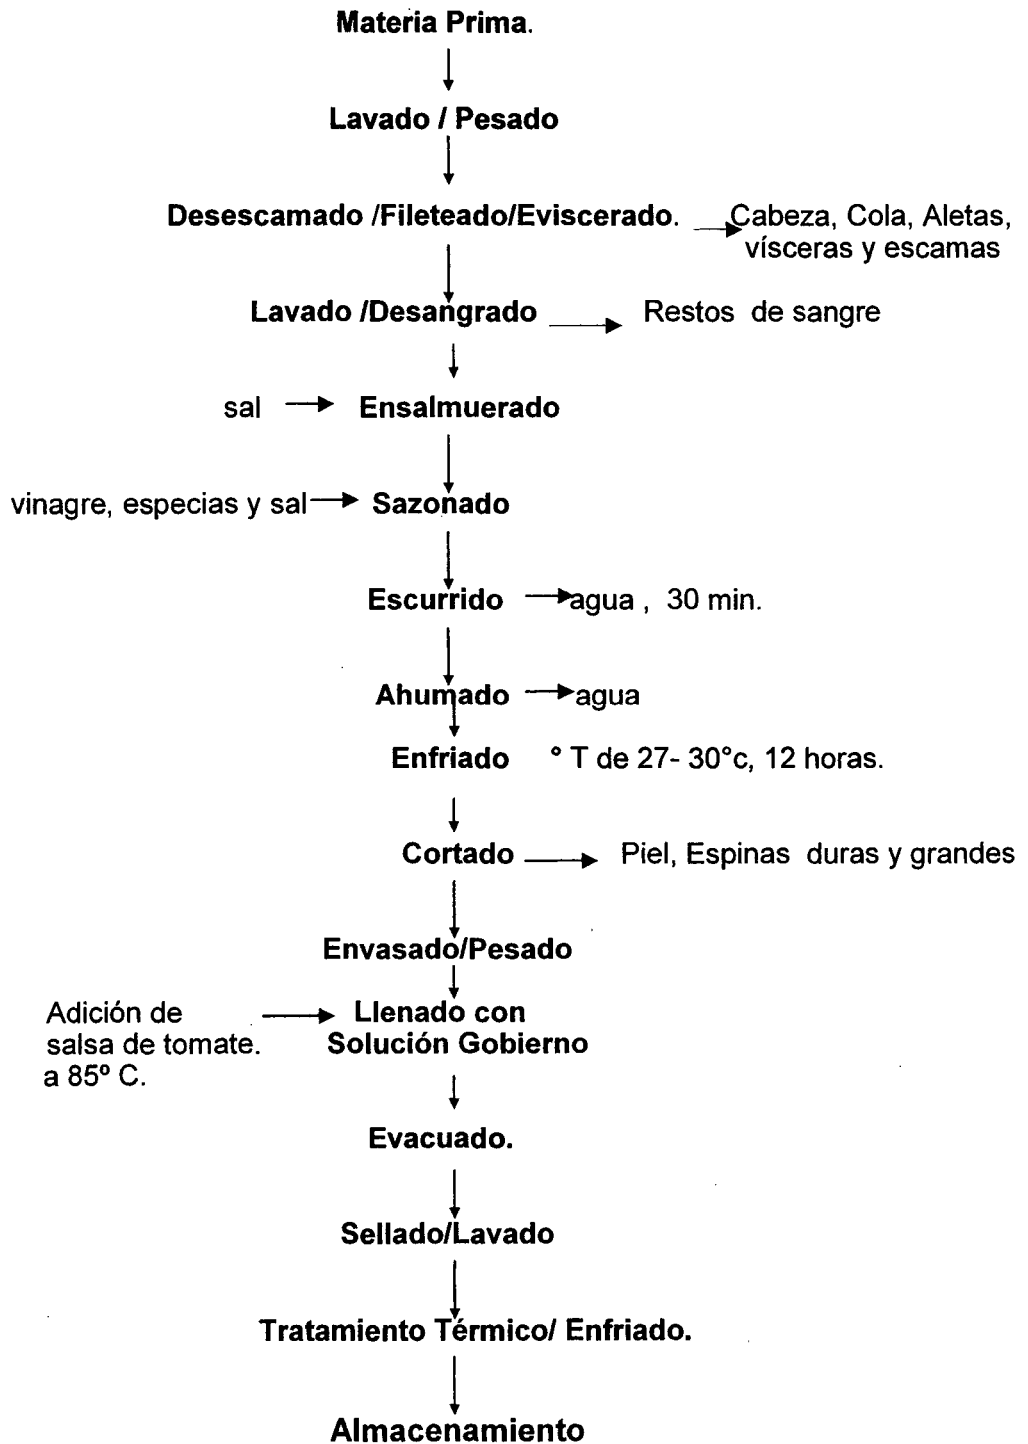 Materia Prima.
Lavado / Pesado
Desescamado /Fileteado/Eviscerado. Cabeza, Cola, Aletas,
vísceras y escamas
Lavado /Desangrado Restos de sangre
sal Ensalmuerado
vinagre, especias y sal Sazonado
Escurrido agua , 30 min.
Ahumado agua
Enfriado ° T de 27- 30°c, 12 horas.
Cortado Piel, Espinas duras y grandes
Envasado/Pesado
Adición de Llenado con
salsa de tomate. Solución Gobierno
a 85º C.
Evacuado.
Sellado/Lavado
Tratamiento Térmico/ Enfriado.
Almacenamiento